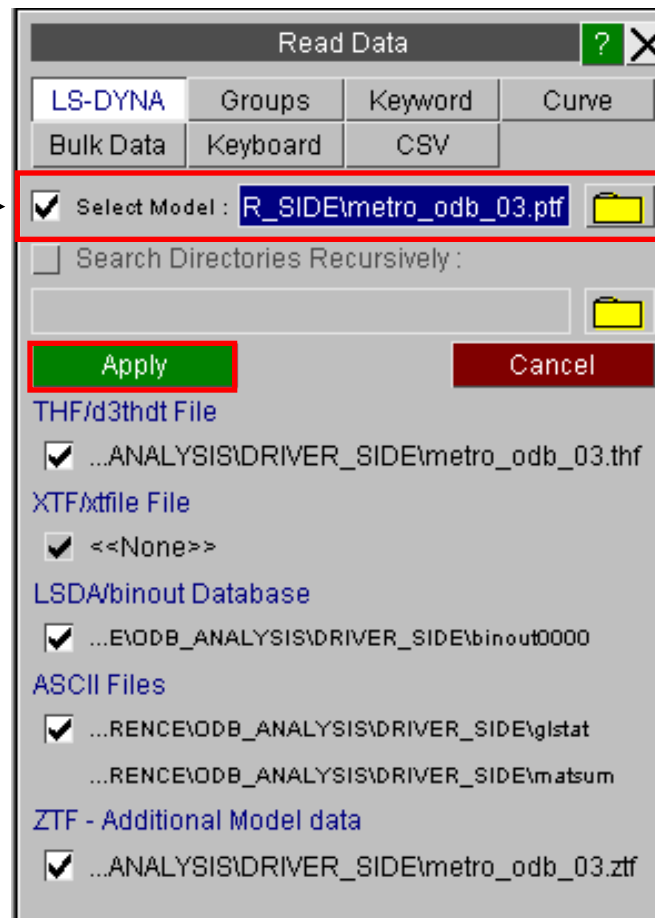 Read Data ?
LS-DYNA Groups Keyword Curve
Bulk Data Keyboard CSV
Select Model : R_SIDE\metro_odb_03.ptf
Search Directories Recursively :
Apply Cancel
THF/d3thdt File
...ANALYSIS\DRIVER_SIDE\metro_odb_03.thf
XTF/xtfile File
<<None>>
LSDA/binout Database
...E\ODB_ANALYSIS\DRIVER_SIDE\binout0000
ASCII Files
...RENCE\ODB_ANALYSIS\DRIVER_SIDE\glstat
...RENCE\ODB_ANALYSIS\DRIVER_SIDE\matsum
ZTF - Additional Model data
...ANALYSIS\DRIVER_SIDE\metro_odb_03.ztf